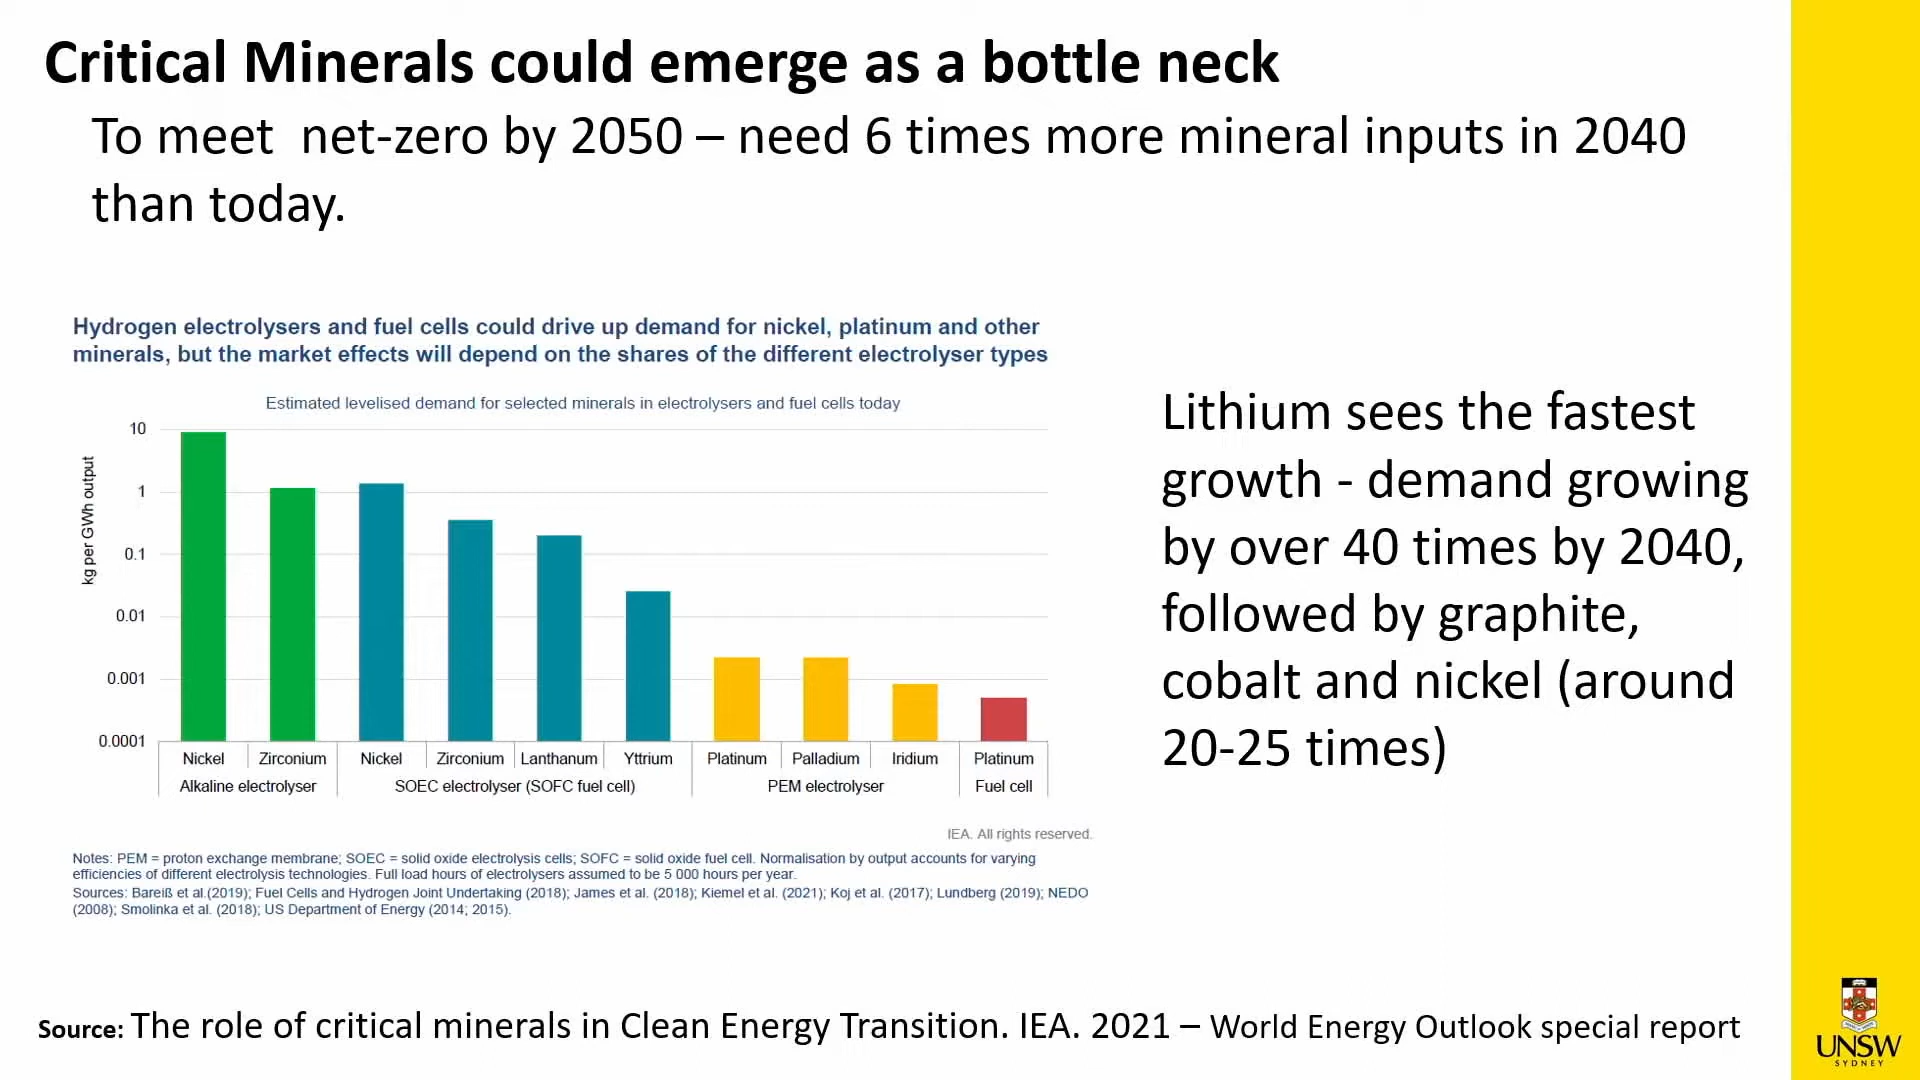 Critical Minerals could emerge as a bottle neck
To meet  net-zero by 2050 – need 6 times more mineral inputs in 2040
than today.
Hydrogen electrolysers and fuel cells could drive up demand for nickel, platinum and other
minerals, but the market effects will depend on the shares of the different electrolyser types
Estimated levelised demand for selected minerals in electrolysers and fuel cells today
kg per GWh output
10
1
0.1
0.01
0.001
0.0001
Nickel Zirconium Nickel Zirconium Lanthanum Yttrium Platinum Palladium Iridium Platinum
Alkaline electrolyser SOEC electrolyser (SOFC fuel cell) PEM electrolyser Fuel cell
IEA. All rights reserved.
Notes: PEM = proton exchange membrane; SOEC = solid oxide electrolysis cells; SOFC = solid oxide fuel cell. Normalisation by output accounts for varying
efficiencies of different electrolysis technologies. Full load hours of electrolysers assumed to be 5 000 hours per year.
Sources: Bareiß et al.(2019); Fuel Cells and Hydrogen Joint Undertaking (2018); James et al. (2018); Kiemel et al. (2021); Koj et al. (2017); Lundberg (2019); NEDO
(2008); Smolinka et al. (2018); US Department of Energy (2014; 2015).
Lithium sees the fastest
growth - demand growing
by over 40 times by 2040,
followed by graphite,
cobalt and nickel (around
20-25 times)
Source: The role of critical minerals in Clean Energy Transition. IEA. 2021 – World Energy Outlook special report
UNSW
SYDNEY